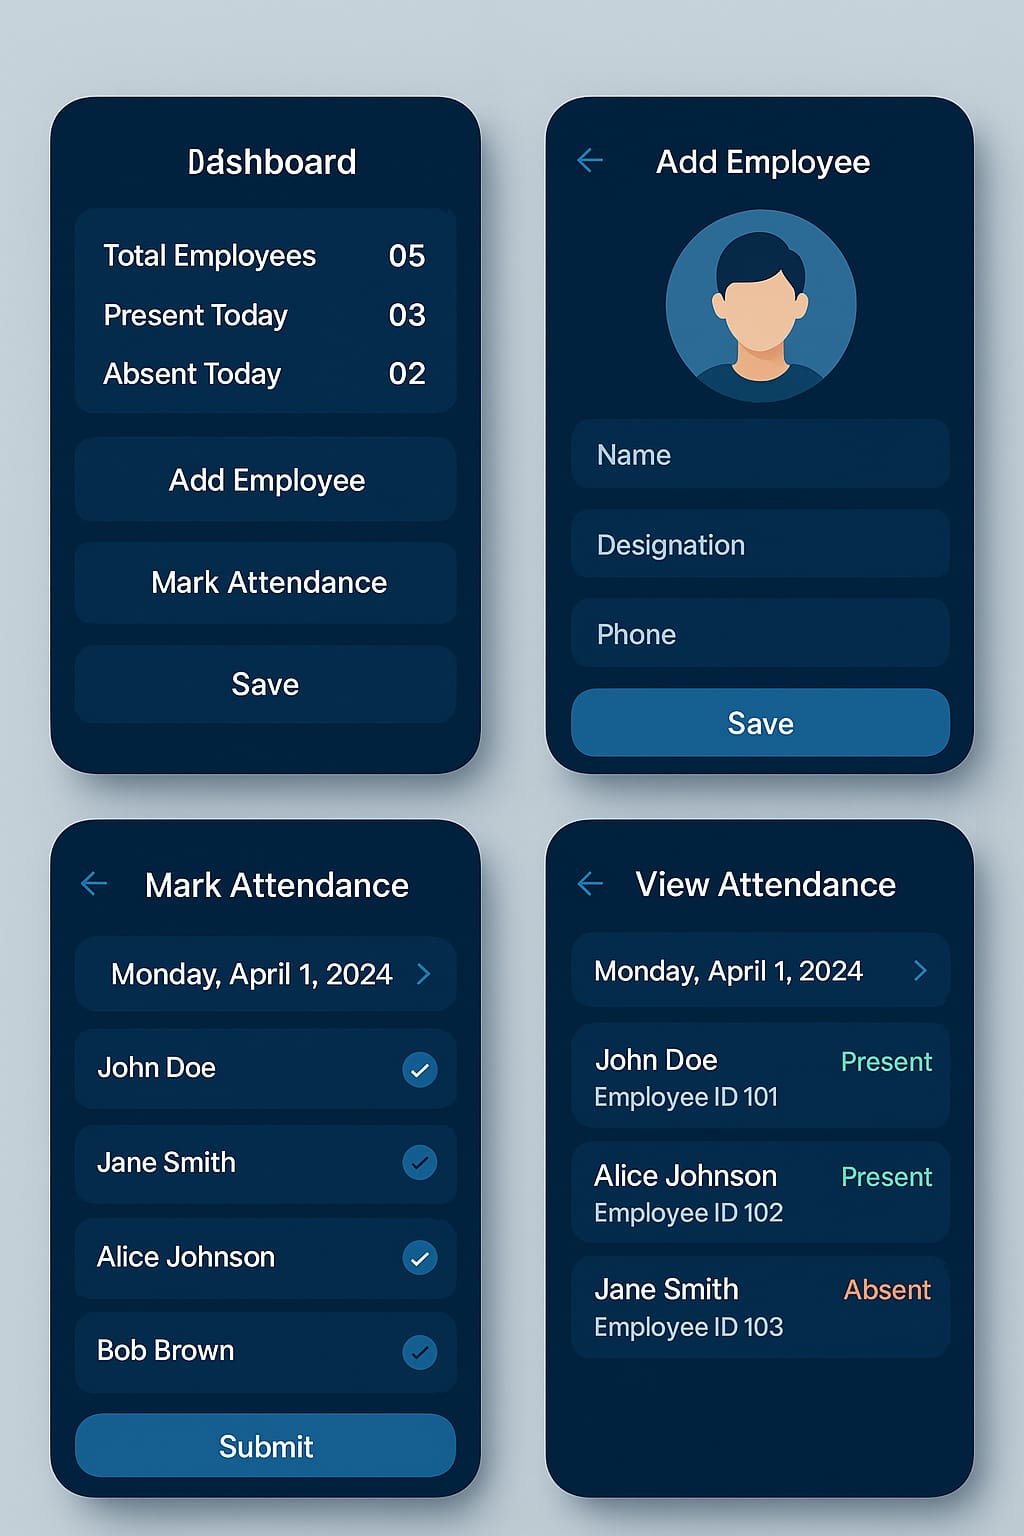 Dashboard
Total Employees 05
Present Today 03
Absent Today 02
Add Employee
Mark Attendance
Save
Add Employee
Name
Designation
Phone
Save
Mark Attendance
Monday, April 1, 2024
John Doe
Jane Smith
Alice Johnson
Bob Brown
Submit
View Attendance
Monday, April 1, 2024
John Doe Present
Employee ID 101
Alice Johnson Present
Employee ID 102
Jane Smith Absent
Employee ID 103